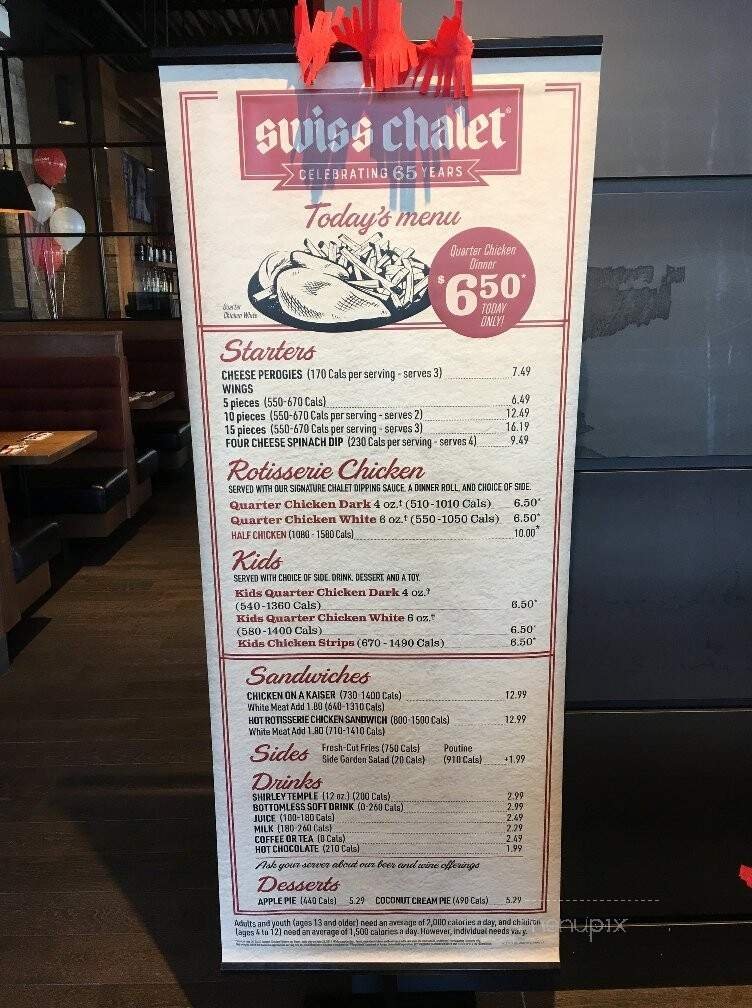 swiss chalet®
CELEBRATING 65 YEARS
Today's menu
Quarter Chicken
Dinner
$6.50*
TODAY
ONLY!
Quarter
Chicken White
Starters
CHEESE PEROGIES (170 Cals per serving - serves 3) 7.49
WINGS
5 pieces (550-670 Cals) 6.49
10 pieces (550-670 Cals per serving - serves 2) 12.49
15 pieces (550-670 Cals per serving - serves 3) 16.19
FOUR CHEESE SPINACH DIP (230 Cals per serving - serves 4) 9.49
Rotisserie Chicken
SERVED WITH OUR SIGNATURE CHALET DIPPING SAUCE, A DINNER ROLL, AND CHOICE OF SIDE.
Quarter Chicken Dark 4 oz.† (510-1010 Cals) 6.50*
Quarter Chicken White 6 oz.† (550-1050 Cals) 6.50*
HALF CHICKEN (1080 - 1580 Cals) 10.00*
Kids
SERVED WITH CHOICE OF SIDE, DRINK, DESSERT, AND A TOY.
Kids Quarter Chicken Dark 4 oz.†
(540-1360 Cals) 6.50*
Kids Quarter Chicken White 6 oz.†
(580-1400 Cals) 6.50*
Kids Chicken Strips (670 - 1490 Cals) 6.50*
Sandwiches
CHICKEN ON A KAISER (730-1400 Cals) 12.99
White Meat Add 1.80 (640-1310 Cals)
HOT ROTISSERIE CHICKEN SANDWICH (800-1500 Cals) 12.99
White Meat Add 1.80 (710-1410 Cals)
Sides Fresh-Cut Fries (750 Cals) Poutine
Side Garden Salad (20 Cals) (910 Cals) +1.99
Drinks
SHIRLEY TEMPLE (12 oz.) (200 Cals) 2.99
BOTTOMLESS SOFT DRINK (0-260 Cals) 2.99
JUICE (100-180 Cals) 2.49
MILK (180-260 Cals) 2.29
COFFEE OR TEA (0 Cals) 2.49
HOT CHOCOLATE (210 Cals) 1.99
Ask your server about our beer and wine offerings
Desserts
APPLE PIE (440 Cals) 5.29 COCONUT CREAM PIE (490 Cals) 5.29
Adults and youth (ages 13 and older) need an average of 2,000 calories a day, and children
(ages 4 to 12) need an average of 1,500 calories a day. However, individual needs vary.
menupix